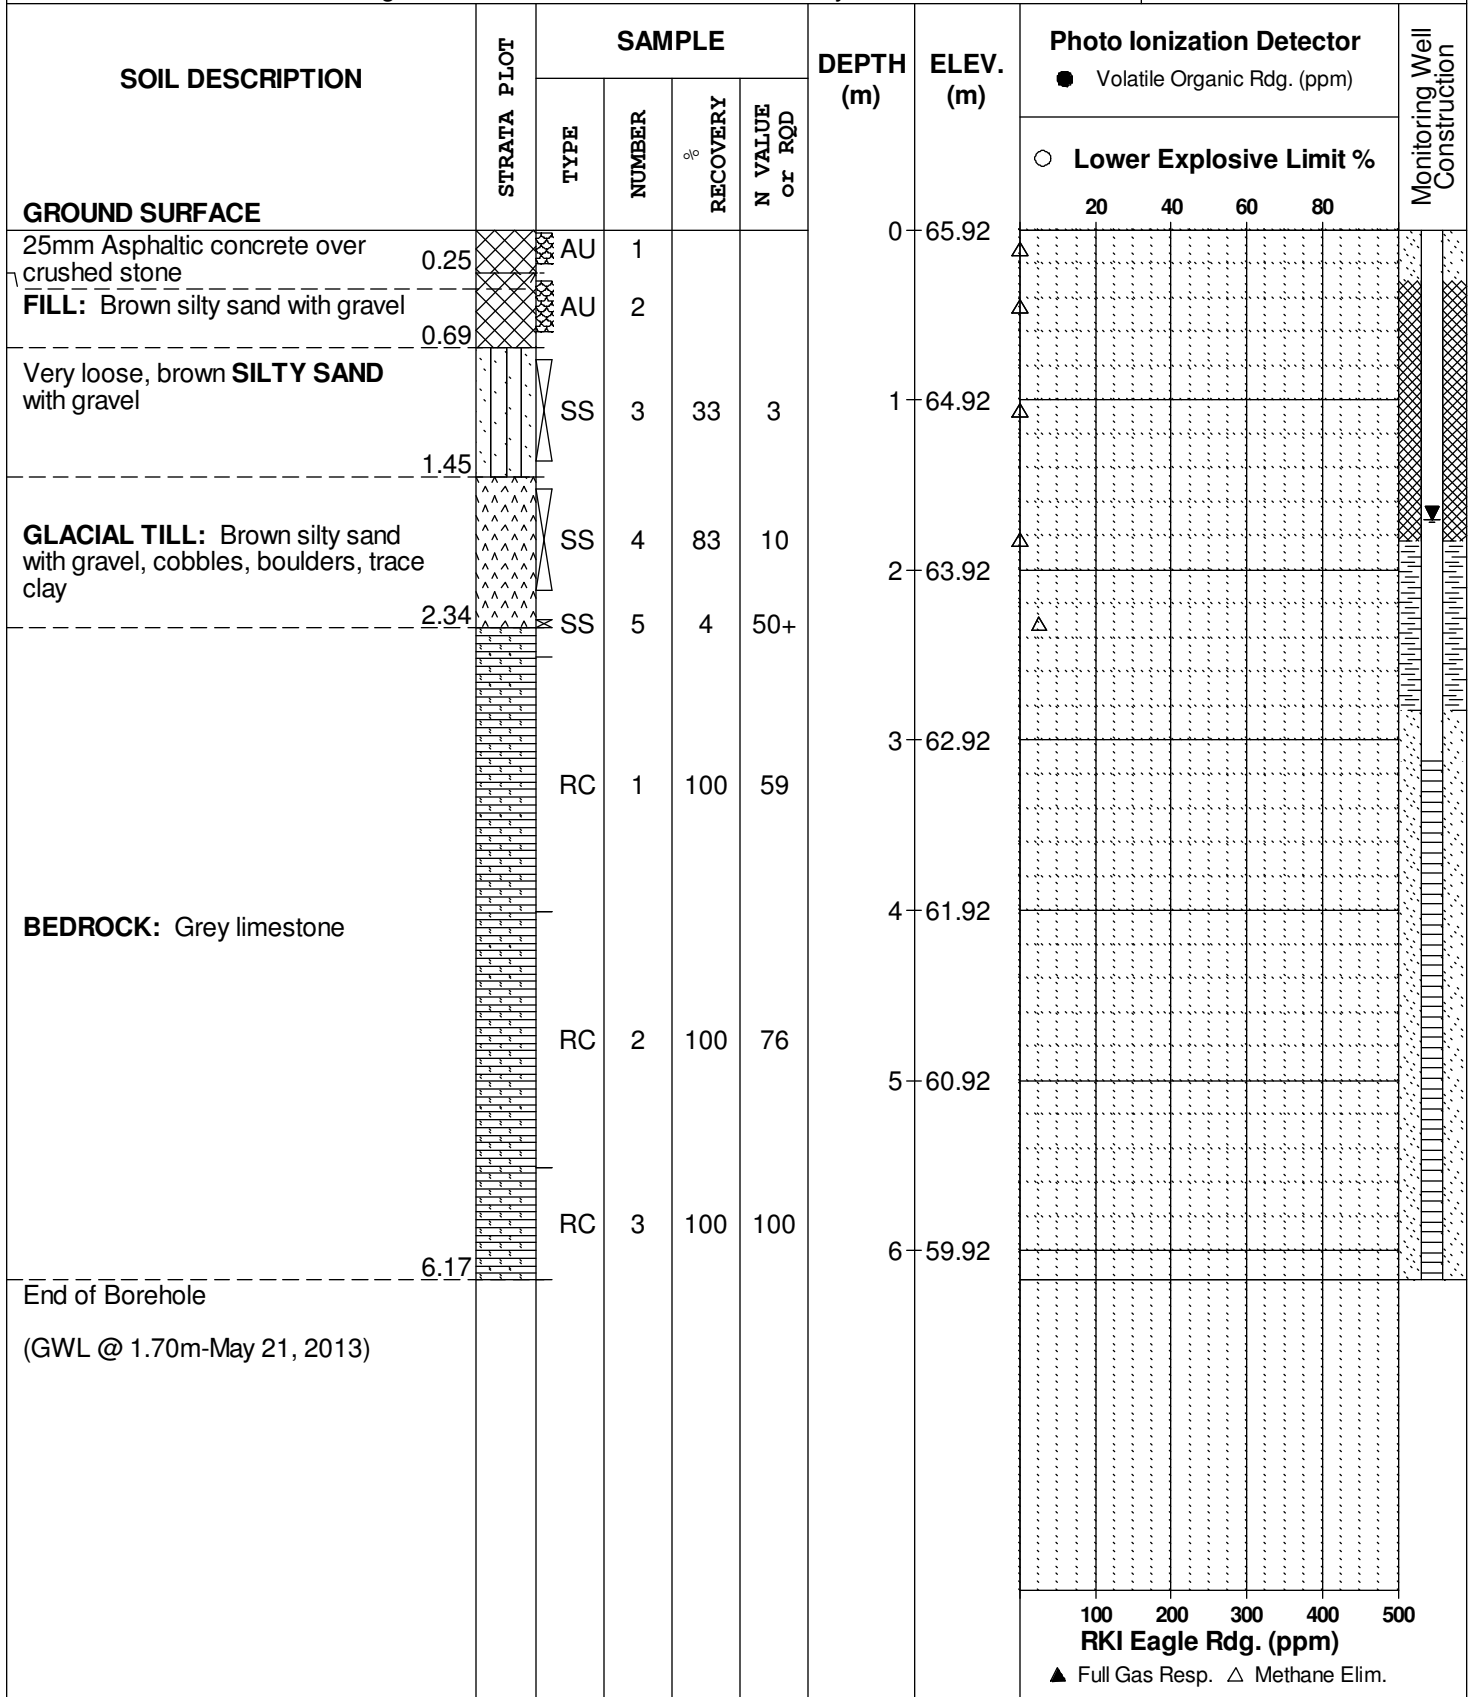 SOIL DESCRIPTION
STRATA PLOT
SAMPLE
TYPE
NUMBER
% RECOVERY
N VALUE or RQD
DEPTH (m)
ELEV. (m)
Photo Ionization Detector
● Volatile Organic Rdg. (ppm)
○ Lower Explosive Limit %
20 40 60 80
Monitoring Well Construction
GROUND SURFACE
0 65.92
25mm Asphaltic concrete over
crushed stone
0.25
AU 1
FILL: Brown silty sand with gravel
0.69
AU 2
Very loose, brown SILTY SAND
with gravel
1.45
SS 3 33 3
1 64.92
GLACIAL TILL: Brown silty sand
with gravel, cobbles, boulders, trace
clay
2.34
SS 4 83 10
2 63.92
SS 5 4 50+
3 62.92
RC 1 100 59
4 61.92
BEDROCK: Grey limestone
RC 2 100 76
5 60.92
RC 3 100 100
6 59.92
6.17
End of Borehole
(GWL @ 1.70m-May 21, 2013)
100 200 300 400 500
RKI Eagle Rdg. (ppm)
▲ Full Gas Resp. △ Methane Elim.